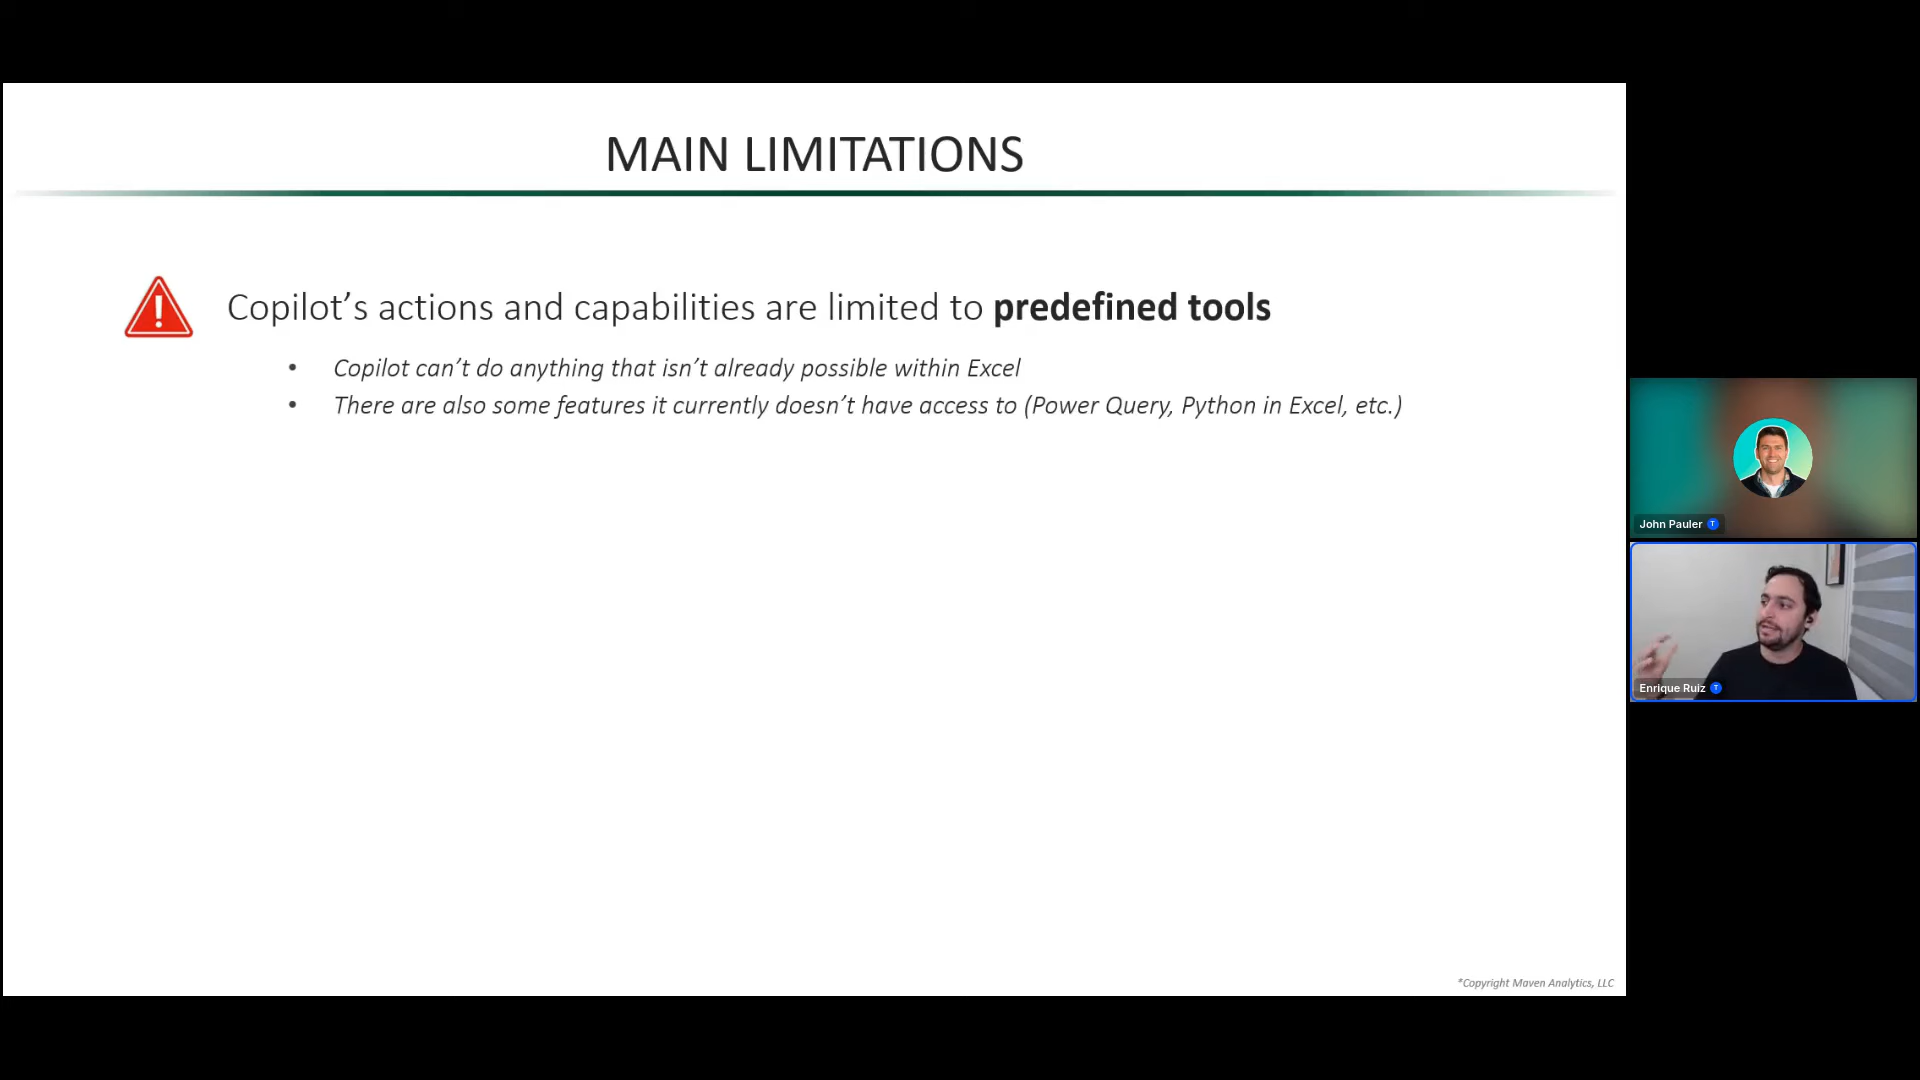 MAIN LIMITATIONS
Copilot’s actions and capabilities are limited to predefined tools
• Copilot can’t do anything that isn’t already possible within Excel
• There are also some features it currently doesn’t have access to (Power Query, Python in Excel, etc.)
John Pauler T
Enrique Ruiz T
*Copyright Maven Analytics, LLC